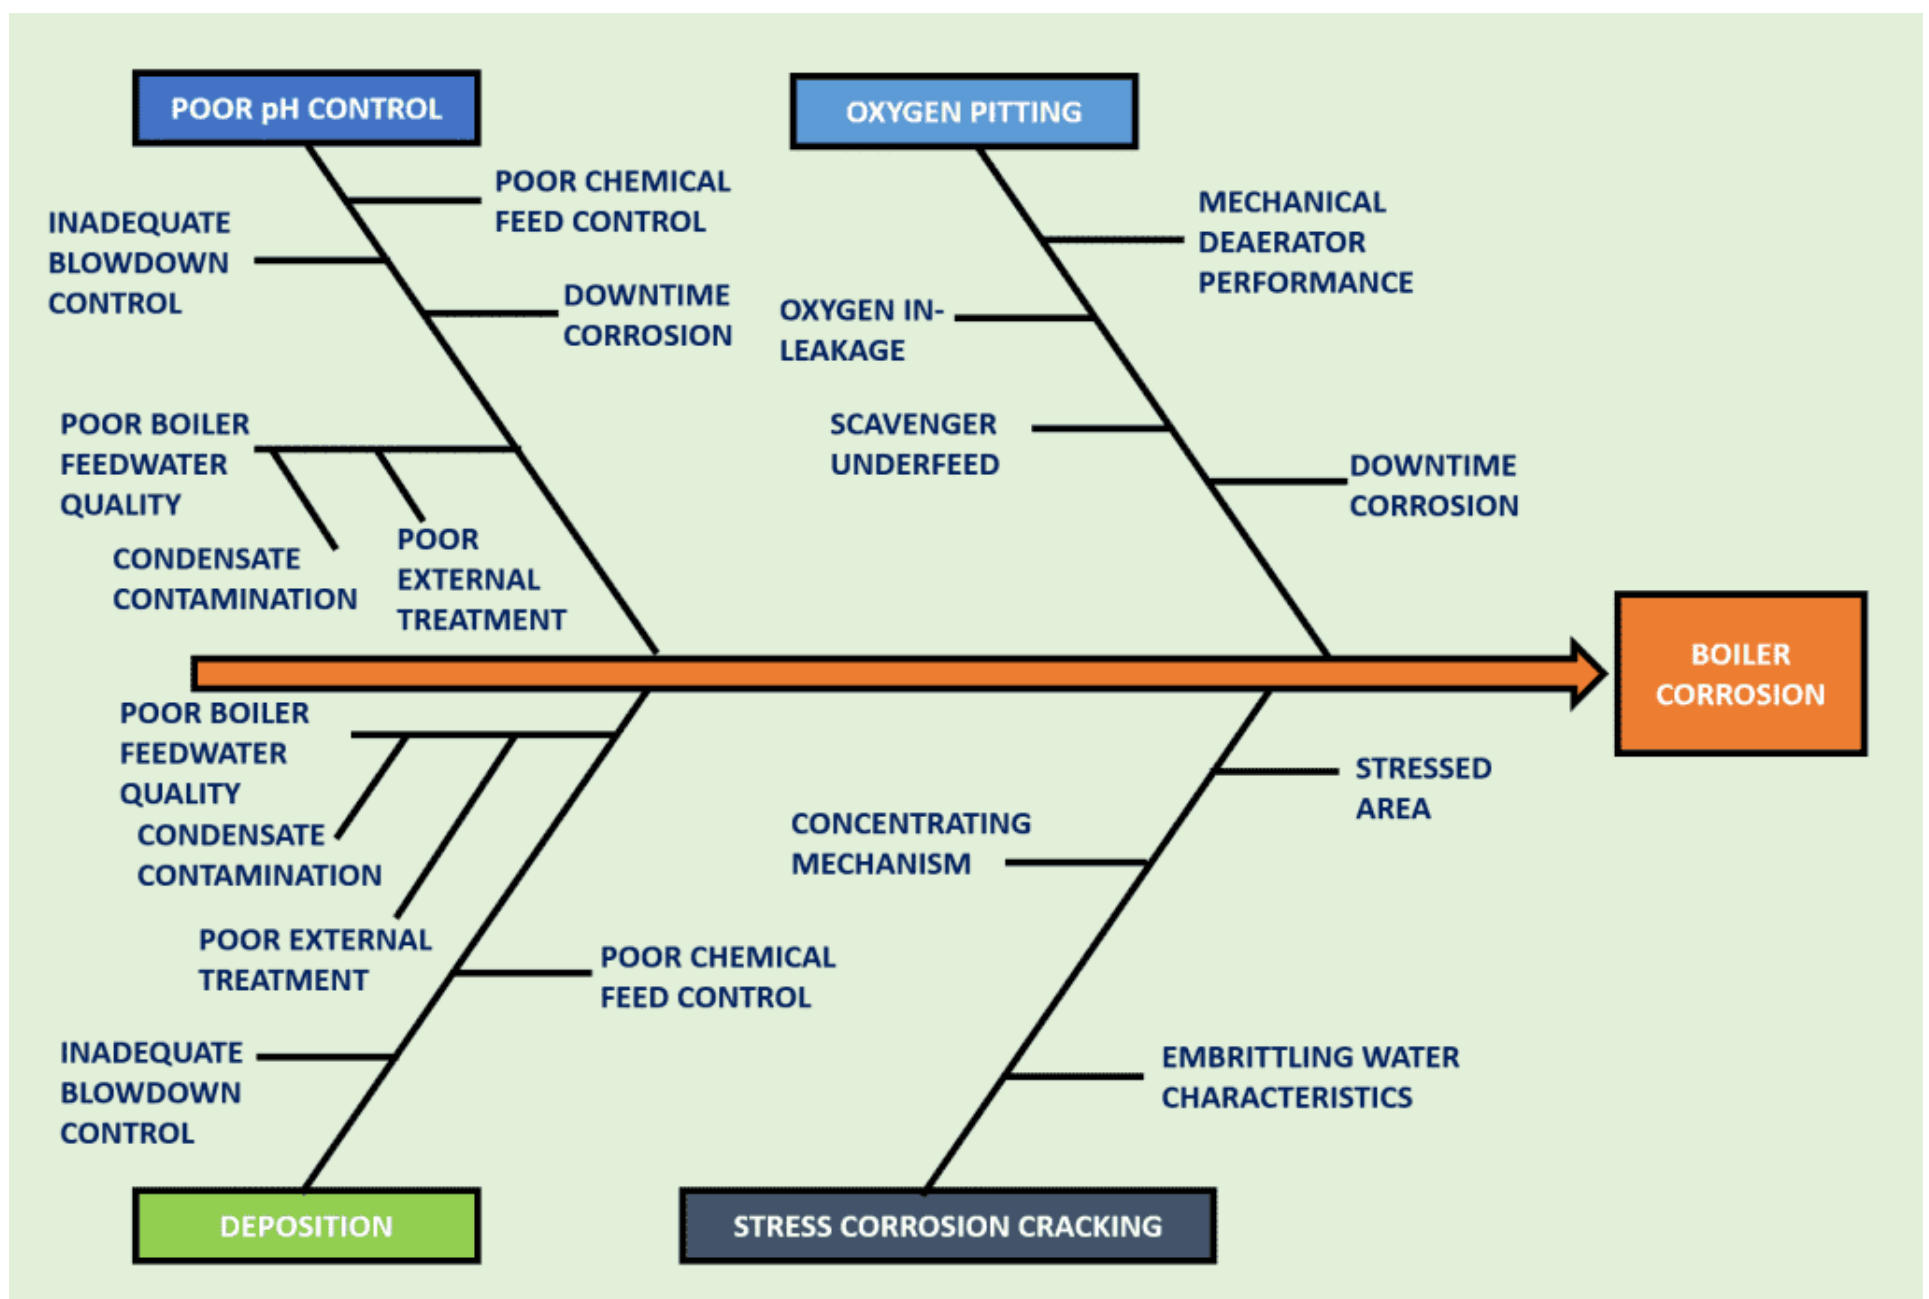 POOR pH CONTROL
OXYGEN PITTING
POOR CHEMICAL
FEED CONTROL
INADEQUATE
BLOWDOWN
CONTROL
DOWNTIME
CORROSION
POOR BOILER
FEEDWATER
QUALITY
CONDENSATE
CONTAMINATION
POOR
EXTERNAL
TREATMENT
MECHANICAL
DEAERATOR
PERFORMANCE
OXYGEN IN-
LEAKAGE
SCAVENGER
UNDERFEED
DOWNTIME
CORROSION
BOILER
CORROSION
POOR BOILER
FEEDWATER
QUALITY
CONDENSATE
CONTAMINATION
POOR EXTERNAL
TREATMENT
POOR CHEMICAL
FEED CONTROL
INADEQUATE
BLOWDOWN
CONTROL
STRESSED
AREA
CONCENTRATING
MECHANISM
EMBRITTLING WATER
CHARACTERISTICS
DEPOSITION
STRESS CORROSION CRACKING